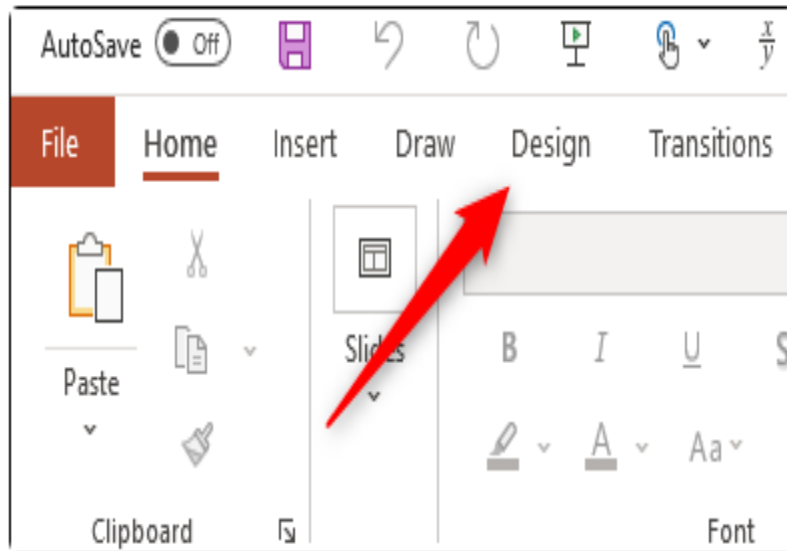 AutoSave Off x/y
File Home Insert Draw Design Transitions
Paste
Slides
B I U S
A Aa
Clipboard
Font